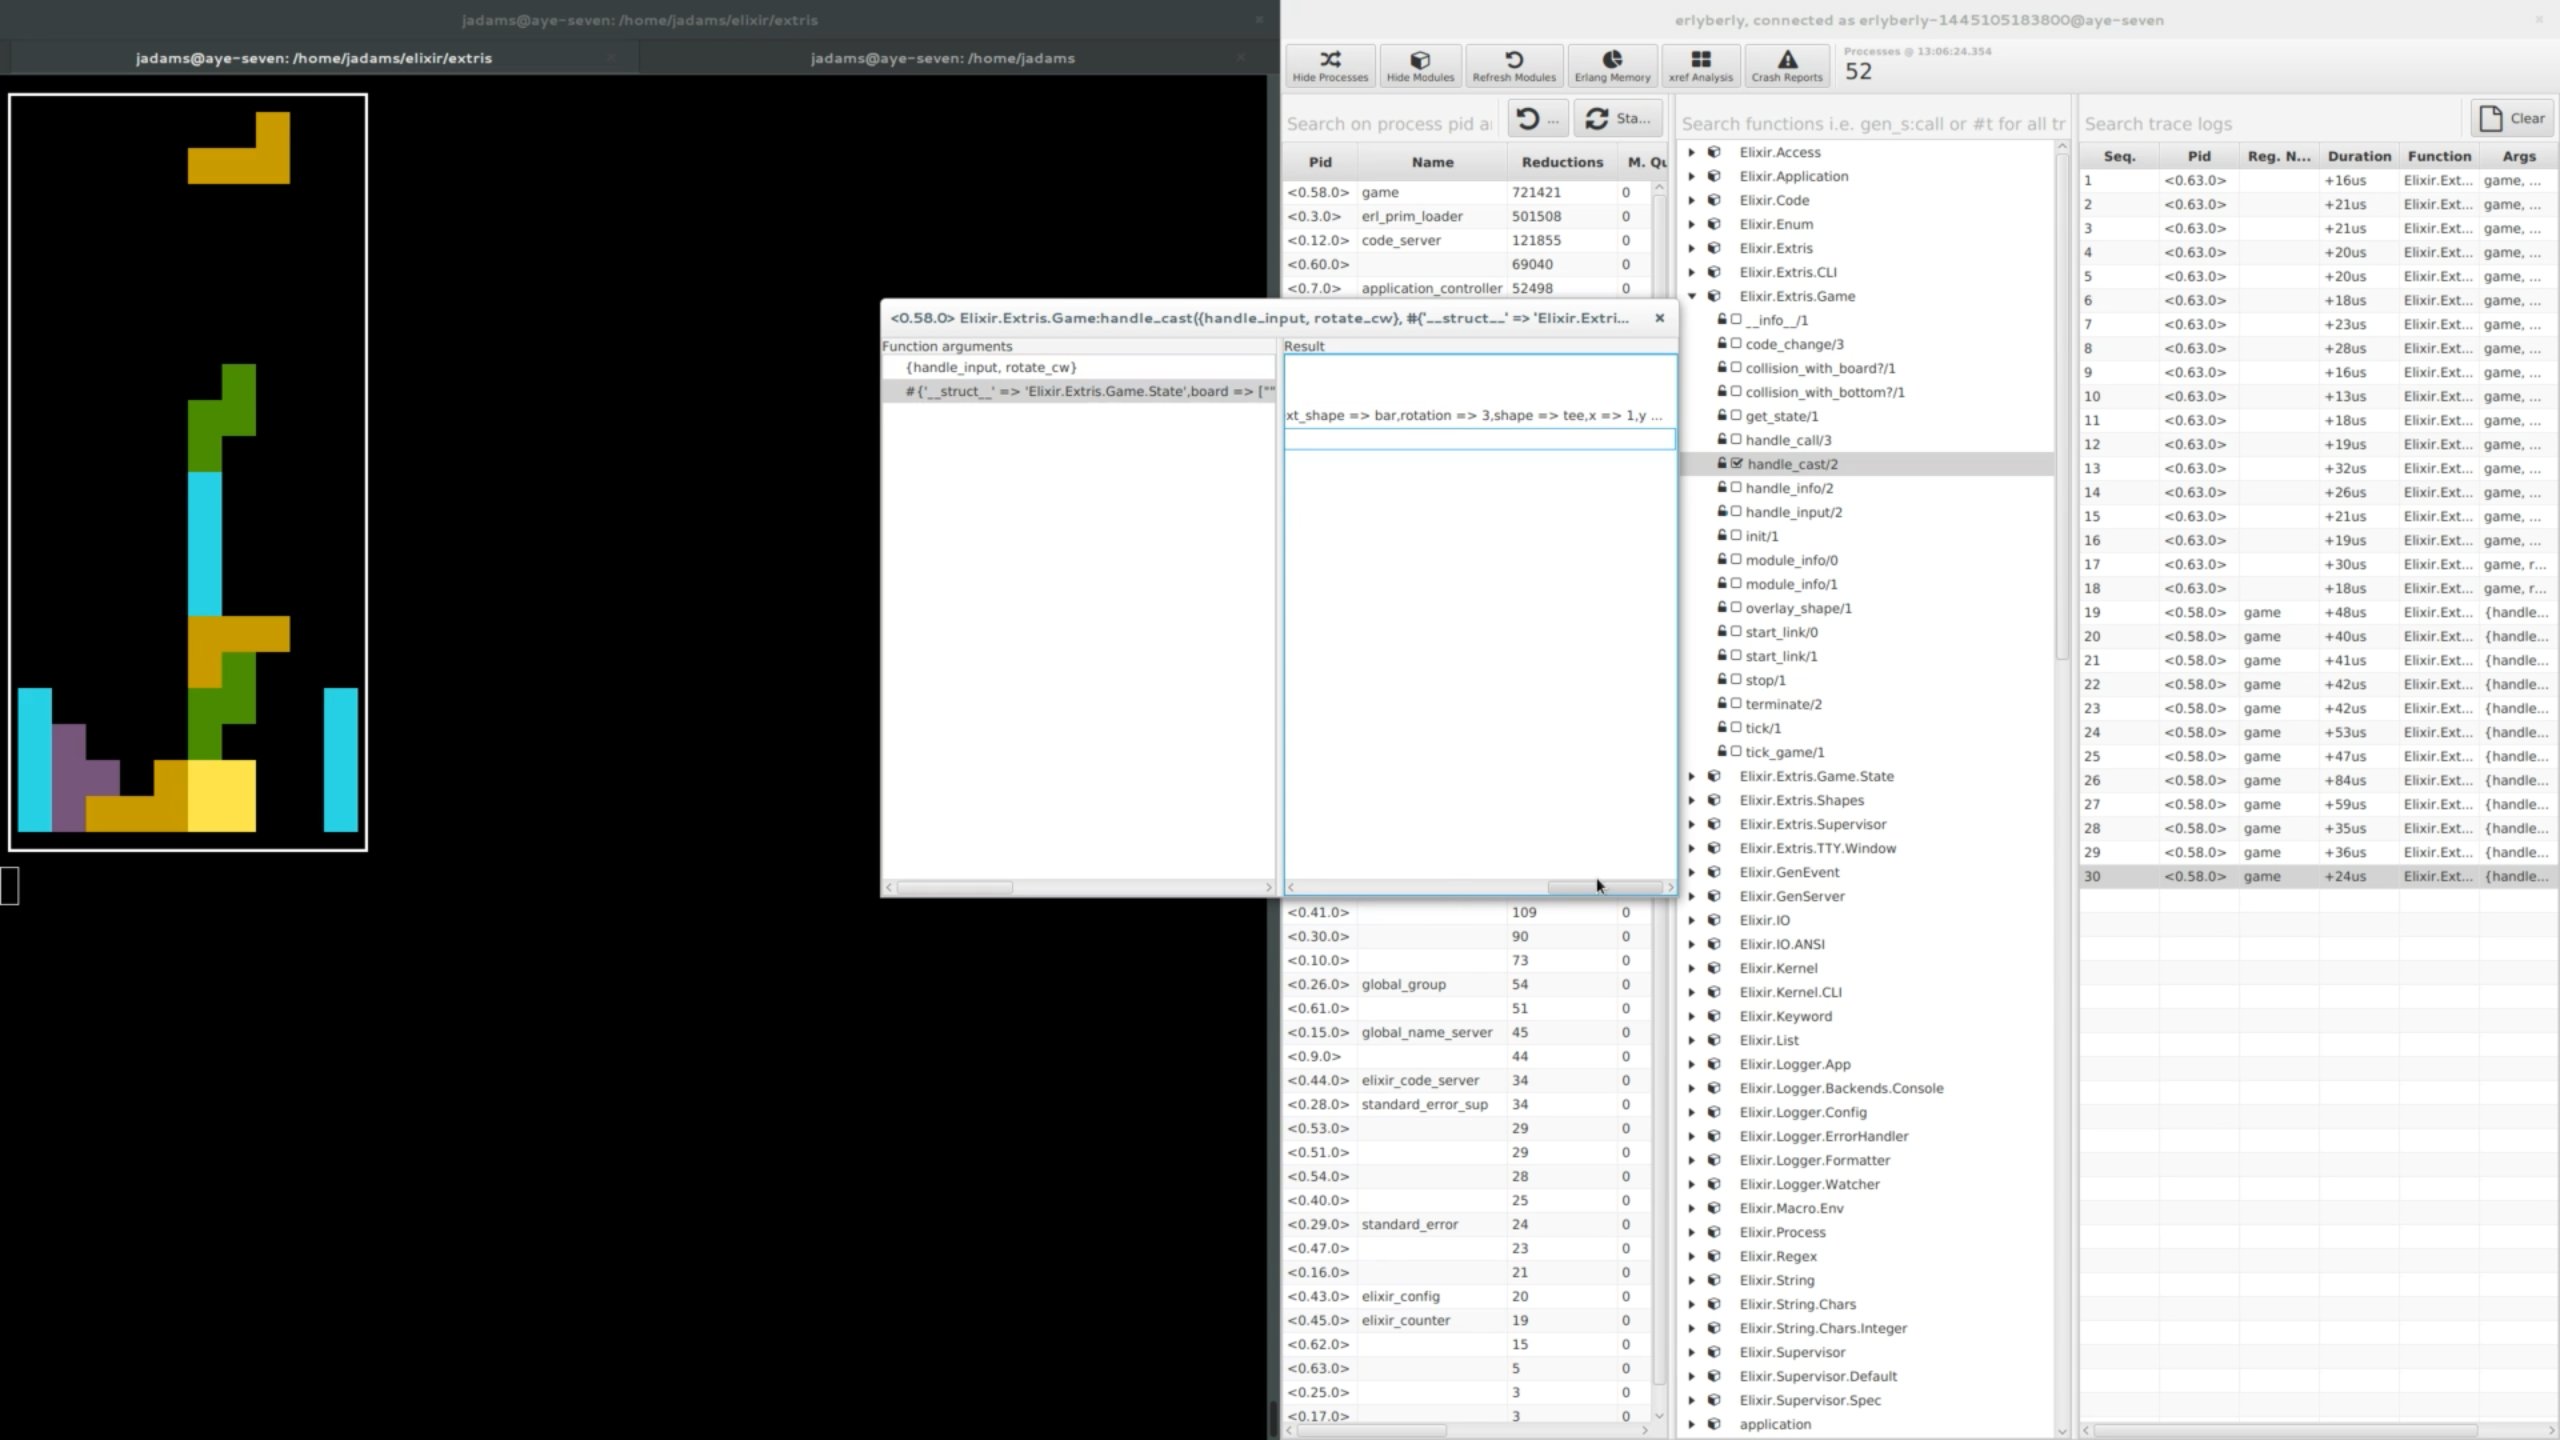 jadams@aye-seven: /home/jadams/elixir/extris
jadams@aye-seven: /home/jadams/elixir/extris
jadams@aye-seven: /home/jadams
erlyberly, connected as erlyberly-1445105183800@aye-seven
Hide Processes
Hide Modules
Refresh Modules
Erlang Memory
xref Analysis
Crash Reports
Processes @ 13:06:24.354
52
Search on process pid a
...
Sta...
Pid Name Reductions M. Qu
<0.58.0> game 721421 0
<0.3.0> erl_prim_loader 501508 0
<0.12.0> code_server 121855 0
<0.60.0> 69040 0
<0.7.0> application_controller 52498 0
<0.58.0> Elixir.Extris.Game:handle_cast({handle_input, rotate_cw}, #{'__struct__' => 'Elixir.Extri...
Function arguments
{handle_input, rotate_cw}
#{'__struct__' => 'Elixir.Extris.Game.State',board => [""
Result
xt_shape => bar,rotation => 3,shape => tee,x => 1,y ...
<0.41.0> 109 0
<0.30.0> 90 0
<0.10.0> 73 0
<0.26.0> global_group 54 0
<0.61.0> 51 0
<0.15.0> global_name_server 45 0
<0.9.0> 44 0
<0.44.0> elixir_code_server 34 0
<0.28.0> standard_error_sup 34 0
<0.53.0> 29 0
<0.51.0> 29 0
<0.54.0> 28 0
<0.40.0> 25 0
<0.29.0> standard_error 24 0
<0.47.0> 23 0
<0.16.0> 21 0
<0.43.0> elixir_config 20 0
<0.45.0> elixir_counter 19 0
<0.62.0> 15 0
<0.63.0> 5 0
<0.25.0> 3 0
<0.17.0> 3 0
Search functions i.e. gen_s:call or #t for all tr
Elixir.Access
Elixir.Application
Elixir.Code
Elixir.Enum
Elixir.Extris
Elixir.Extris.CLI
Elixir.Extris.Game
__info__/1
code_change/3
collision_with_board?/1
collision_with_bottom?/1
get_state/1
handle_call/3
handle_cast/2
handle_info/2
handle_input/2
init/1
module_info/0
module_info/1
overlay_shape/1
start_link/0
start_link/1
stop/1
terminate/2
tick/1
tick_game/1
Elixir.Extris.Game.State
Elixir.Extris.Shapes
Elixir.Extris.Supervisor
Elixir.Extris.TTY.Window
Elixir.GenEvent
Elixir.GenServer
Elixir.IO
Elixir.IO.ANSI
Elixir.Kernel
Elixir.Kernel.CLI
Elixir.Keyword
Elixir.List
Elixir.Logger.App
Elixir.Logger.Backends.Console
Elixir.Logger.Config
Elixir.Logger.ErrorHandler
Elixir.Logger.Formatter
Elixir.Logger.Watcher
Elixir.Macro.Env
Elixir.Process
Elixir.Regex
Elixir.String
Elixir.String.Chars
Elixir.String.Chars.Integer
Elixir.Supervisor
Elixir.Supervisor.Default
Elixir.Supervisor.Spec
application
Search trace logs
Clear
Seq. Pid Reg. N... Duration Function Args
1 <0.63.0> +16us Elixir.Ext... game, ...
2 <0.63.0> +21us Elixir.Ext... game, ...
3 <0.63.0> +21us Elixir.Ext... game, ...
4 <0.63.0> +20us Elixir.Ext... game, ...
5 <0.63.0> +20us Elixir.Ext... game, ...
6 <0.63.0> +18us Elixir.Ext... game, ...
7 <0.63.0> +23us Elixir.Ext... game, ...
8 <0.63.0> +28us Elixir.Ext... game, ...
9 <0.63.0> +16us Elixir.Ext... game, ...
10 <0.63.0> +13us Elixir.Ext... game, ...
11 <0.63.0> +18us Elixir.Ext... game, ...
12 <0.63.0> +19us Elixir.Ext... game, ...
13 <0.63.0> +32us Elixir.Ext... game, ...
14 <0.63.0> +26us Elixir.Ext... game, ...
15 <0.63.0> +21us Elixir.Ext... game, ...
16 <0.63.0> +19us Elixir.Ext... game, ...
17 <0.63.0> +30us Elixir.Ext... game, r...
18 <0.63.0> +18us Elixir.Ext... game, r...
19 <0.58.0> game +48us Elixir.Ext... {handle...
20 <0.58.0> game +40us Elixir.Ext... {handle...
21 <0.58.0> game +41us Elixir.Ext... {handle...
22 <0.58.0> game +42us Elixir.Ext... {handle...
23 <0.58.0> game +42us Elixir.Ext... {handle...
24 <0.58.0> game +53us Elixir.Ext... {handle...
25 <0.58.0> game +47us Elixir.Ext... {handle...
26 <0.58.0> game +84us Elixir.Ext... {handle...
27 <0.58.0> game +59us Elixir.Ext... {handle...
28 <0.58.0> game +35us Elixir.Ext... {handle...
29 <0.58.0> game +36us Elixir.Ext... {handle...
30 <0.58.0> game +24us Elixir.Ext... {handle...